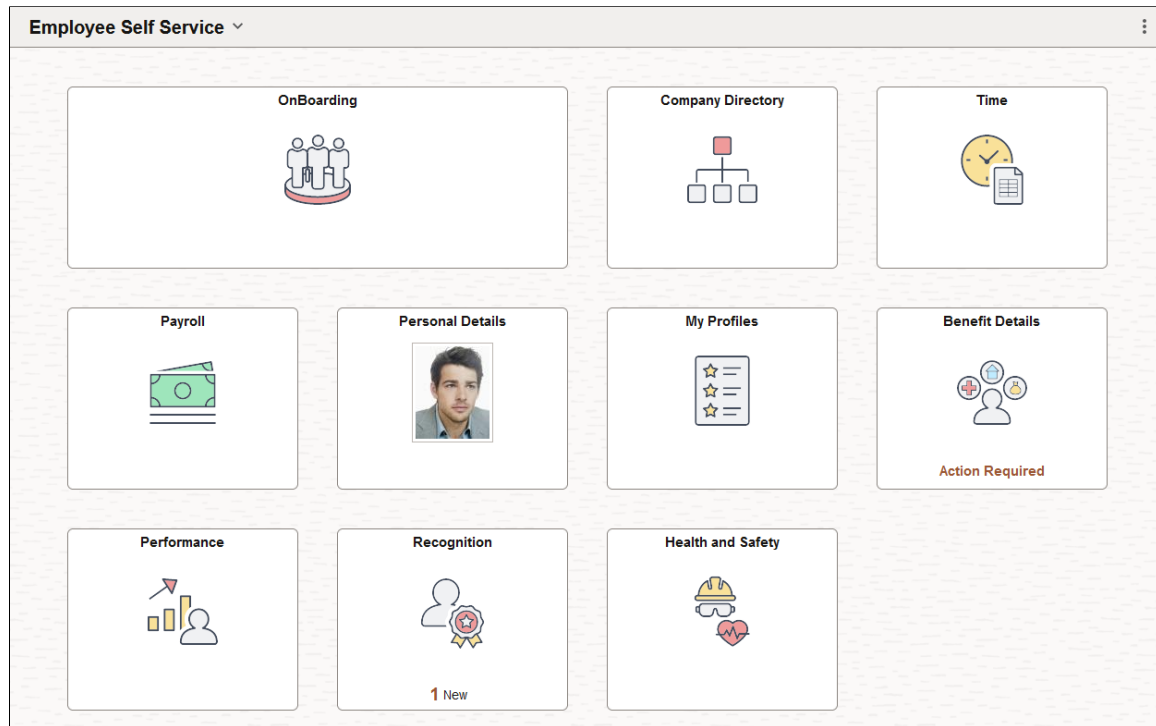 Employee Self Service
OnBoarding
Company Directory
Time
Payroll
Personal Details
My Profiles
Benefit Details
Action Required
Performance
Recognition
Health and Safety
1 New